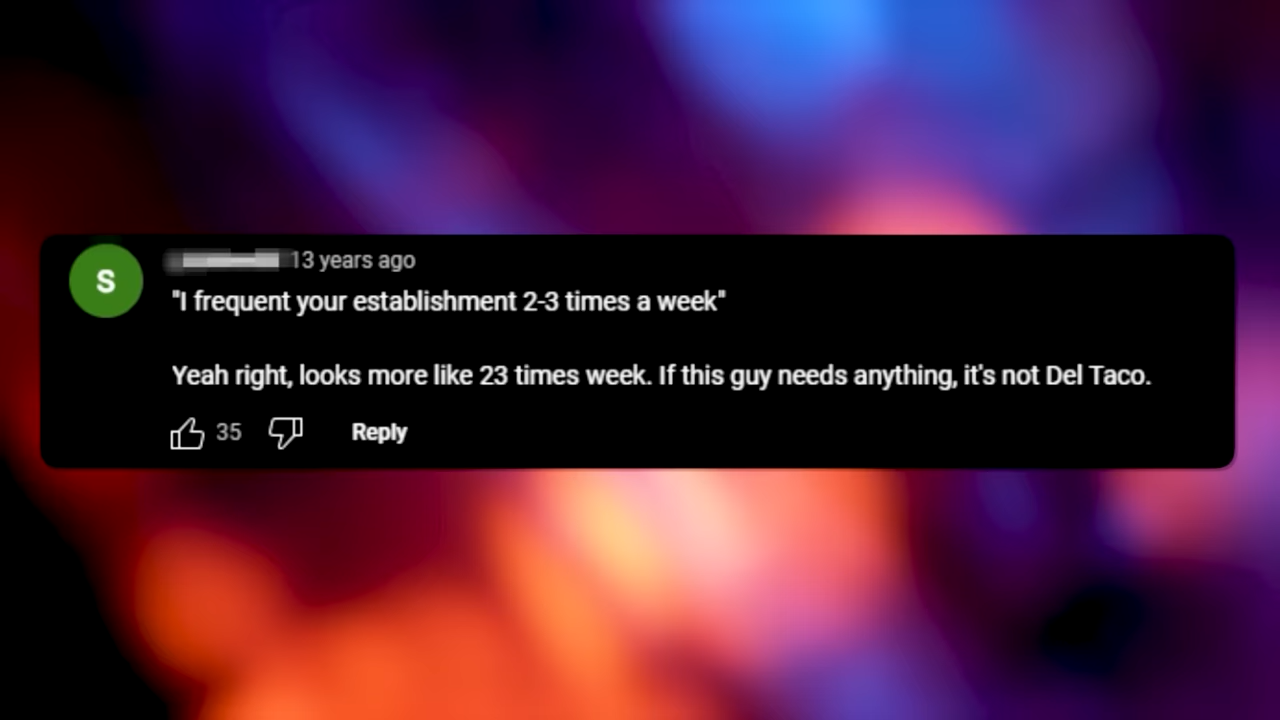 S
13 years ago
"I frequent your establishment 2-3 times a week"
Yeah right, looks more like 23 times week. If this guy needs anything, it's not Del Taco.
35
Reply